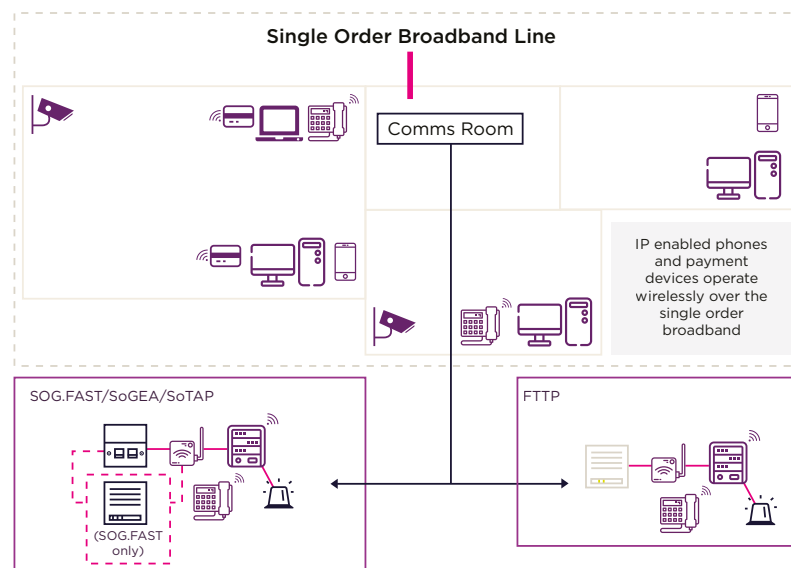 Single Order Broadband Line
Comms Room
IP enabled phones
and payment
devices operate
wirelessly over the
single order
broadband
SOG.FAST/SoGEA/SoTAP
(SOG.FAST
only)
FTTP